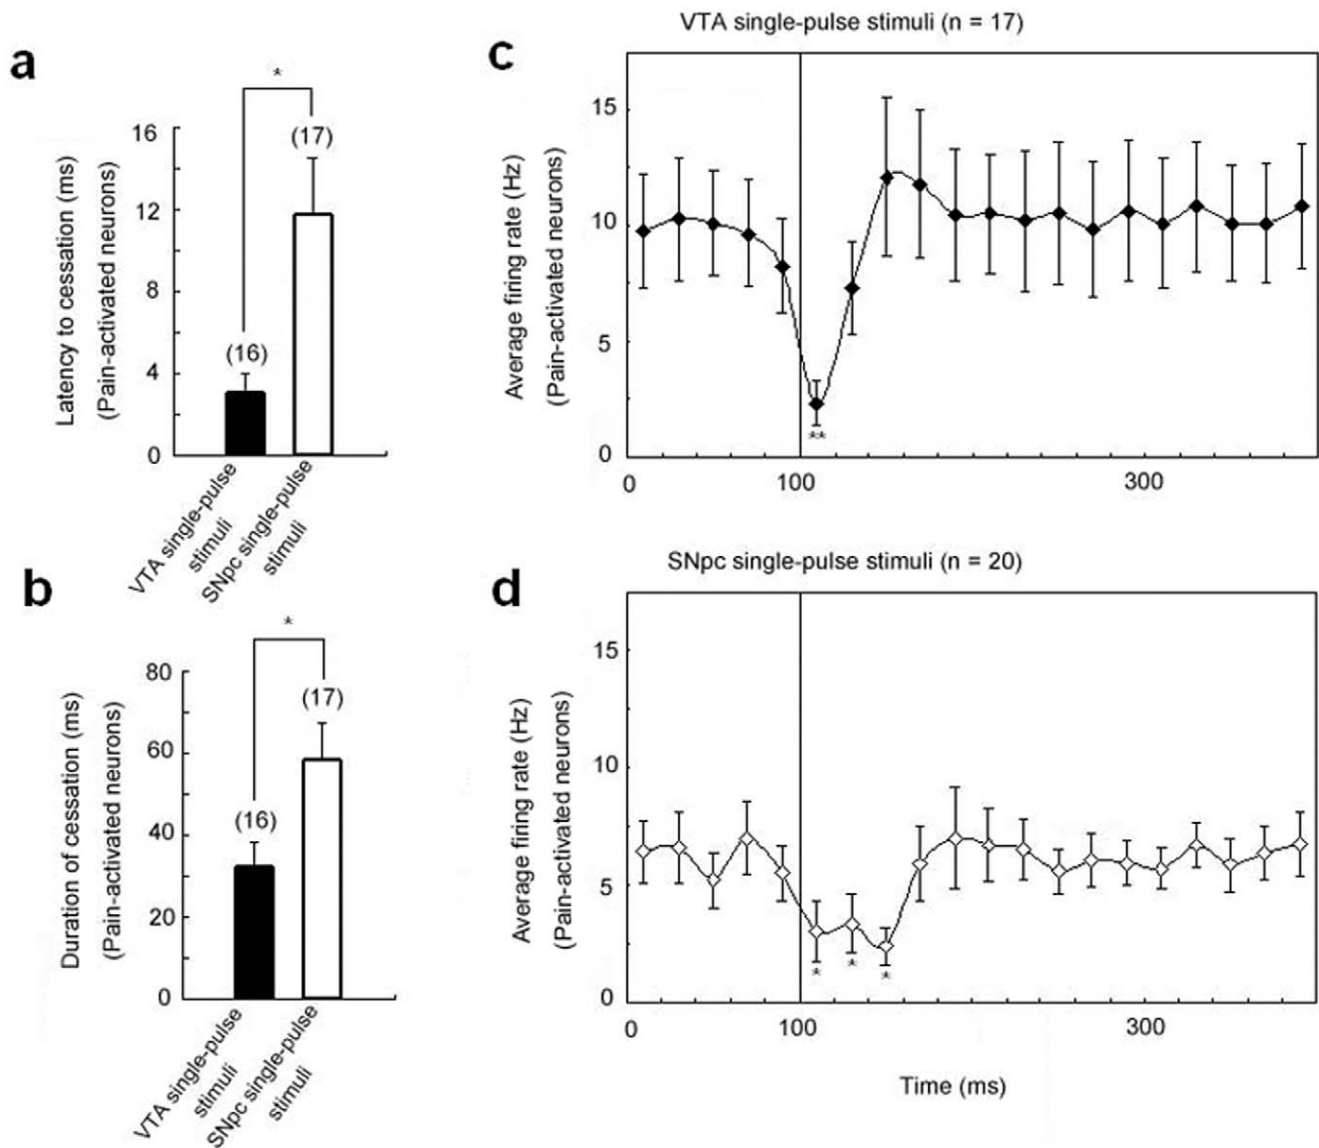 a
*
(17)
(16)
16
12
8
4
0
Latency to cessation (ms)
(Pain-activated neurons)
VTA single-pulse
stimuli
SNpc single-pulse
stimuli
b
*
(17)
(16)
80
60
40
20
0
Duration of cessation (ms)
(Pain-activated neurons)
VTA single-pulse
stimuli
SNpc single-pulse
stimuli
c
VTA single-pulse stimuli (n = 17)
15
10
5
0
Average firing rate (Hz)
(Pain-activated neurons)
**
0 100 300
d
SNpc single-pulse stimuli (n = 20)
15
10
5
0
Average firing rate (Hz)
(Pain-activated neurons)
* * *
0 100 300
Time (ms)